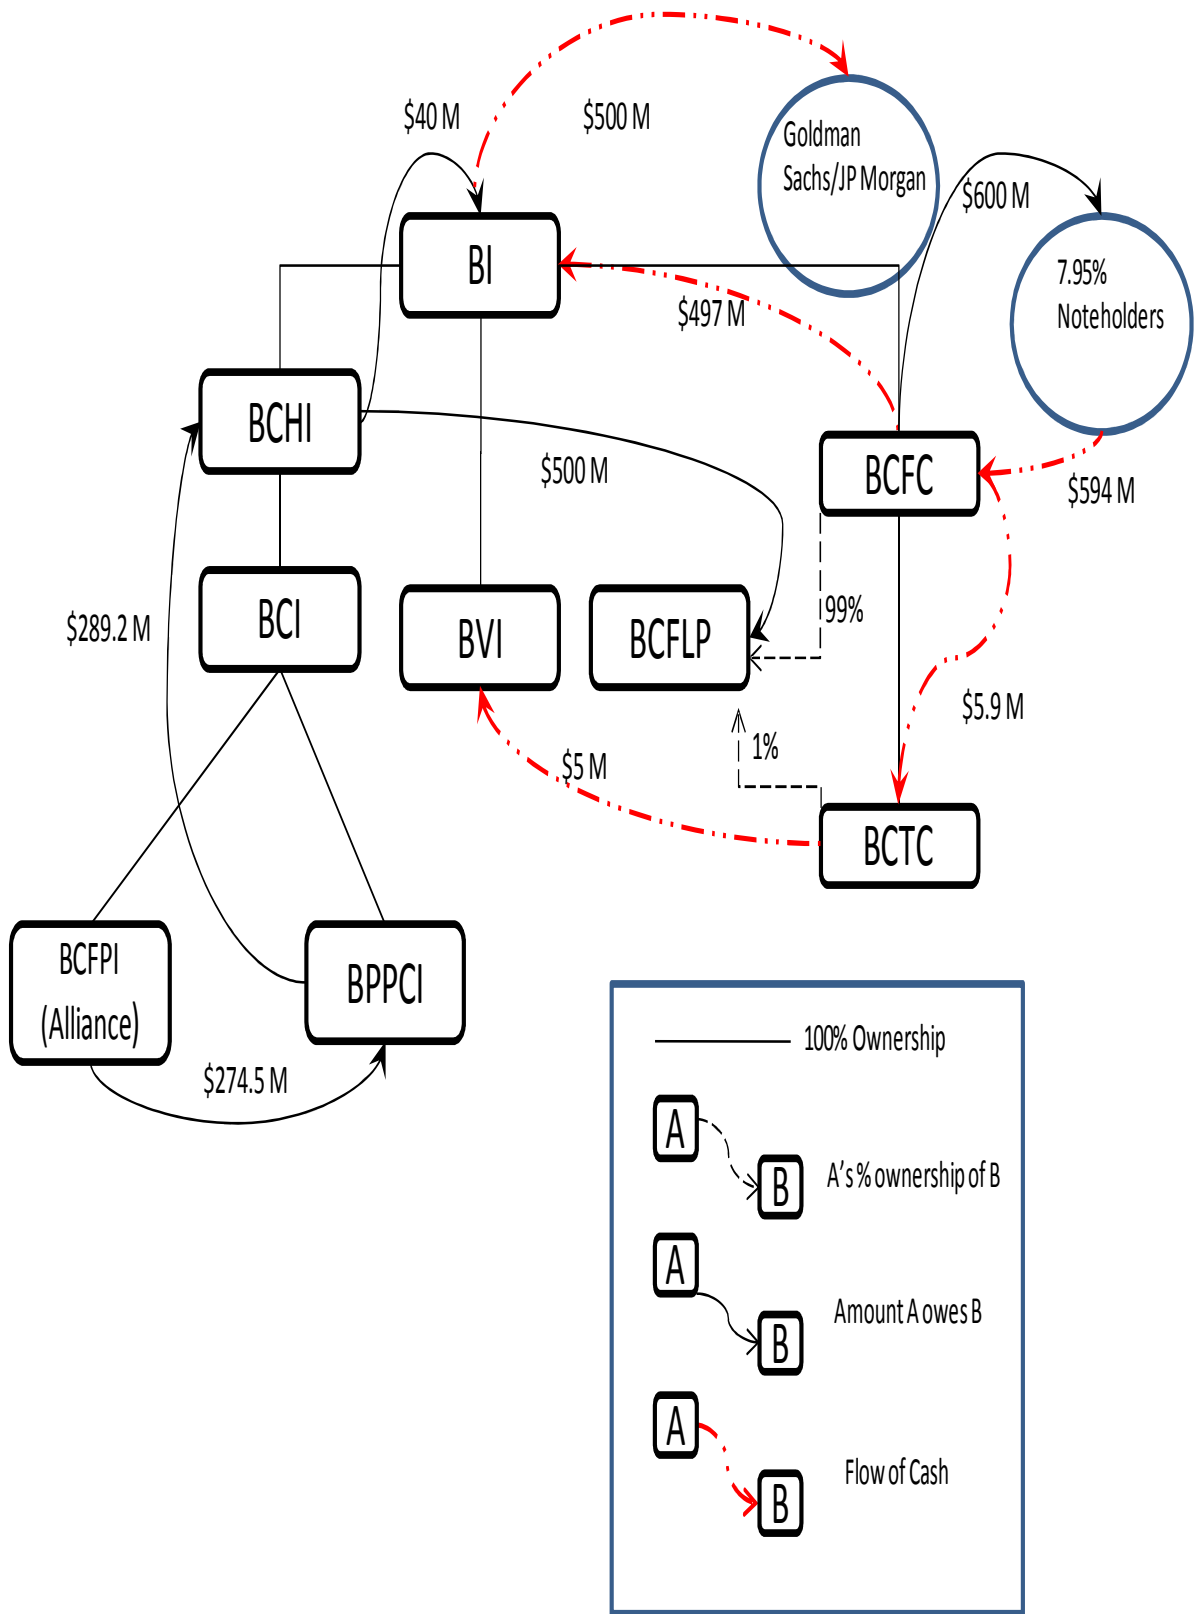 $40 M
$500 M
Goldman
Sachs/JP Morgan
$600 M
BI
7.95%
Noteholders
$497 M
BCHI
$500 M
BCFC
$594 M
BCI
BVI
BCFLP
99%
$289.2 M
$5.9 M
1%
$5 M
BCTC
BCFPI
(Alliance)
BPPCI
$274.5 M
100% Ownership
A
B
A's % ownership of B
A
B
Amount A owes B
A
B
Flow of Cash